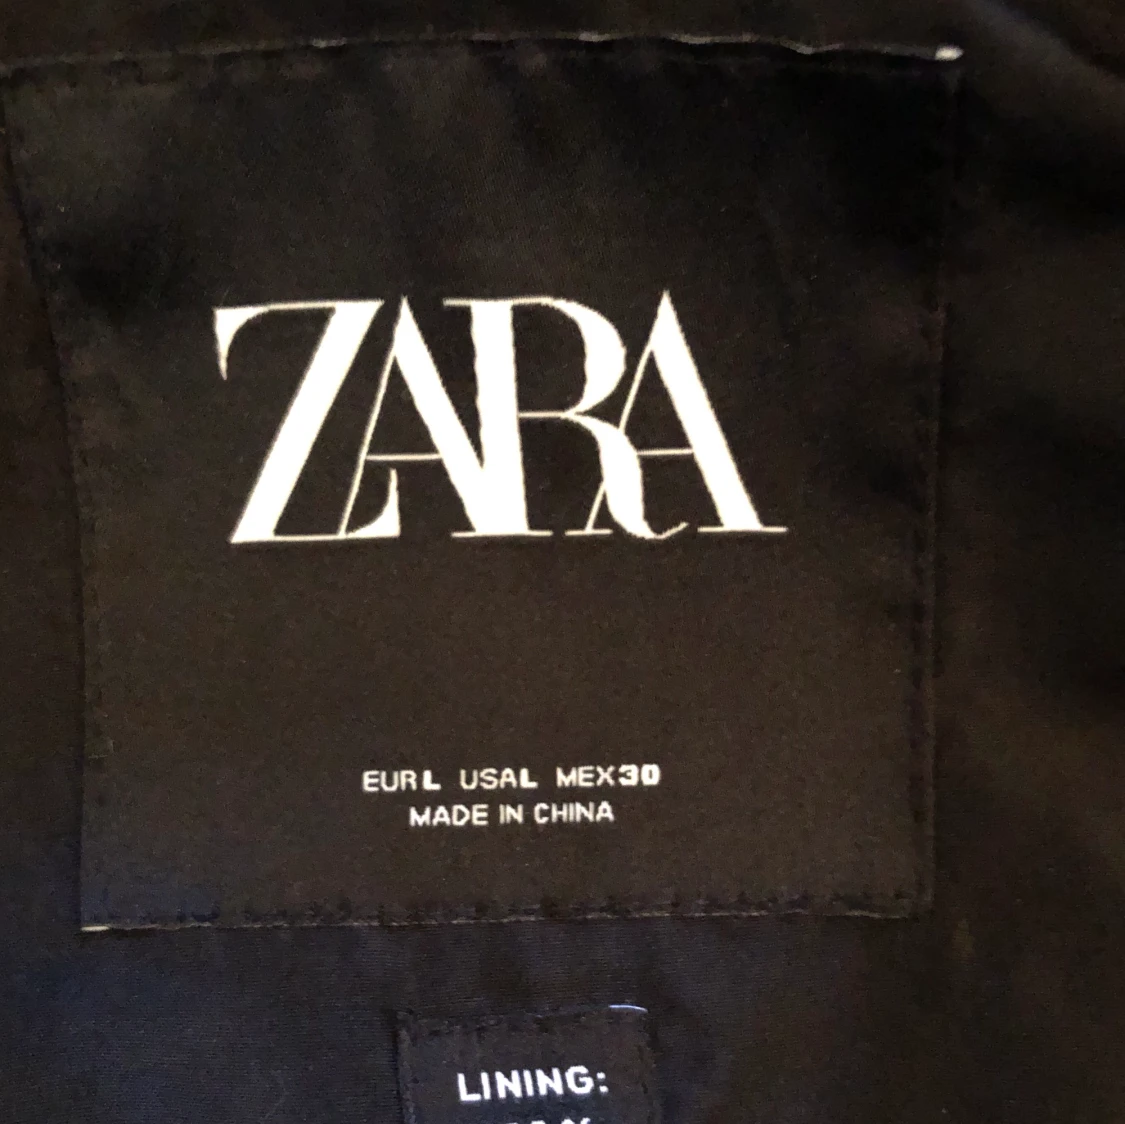 ZARA
EUR L USA L MEX 30
MADE IN CHINA
LINING: